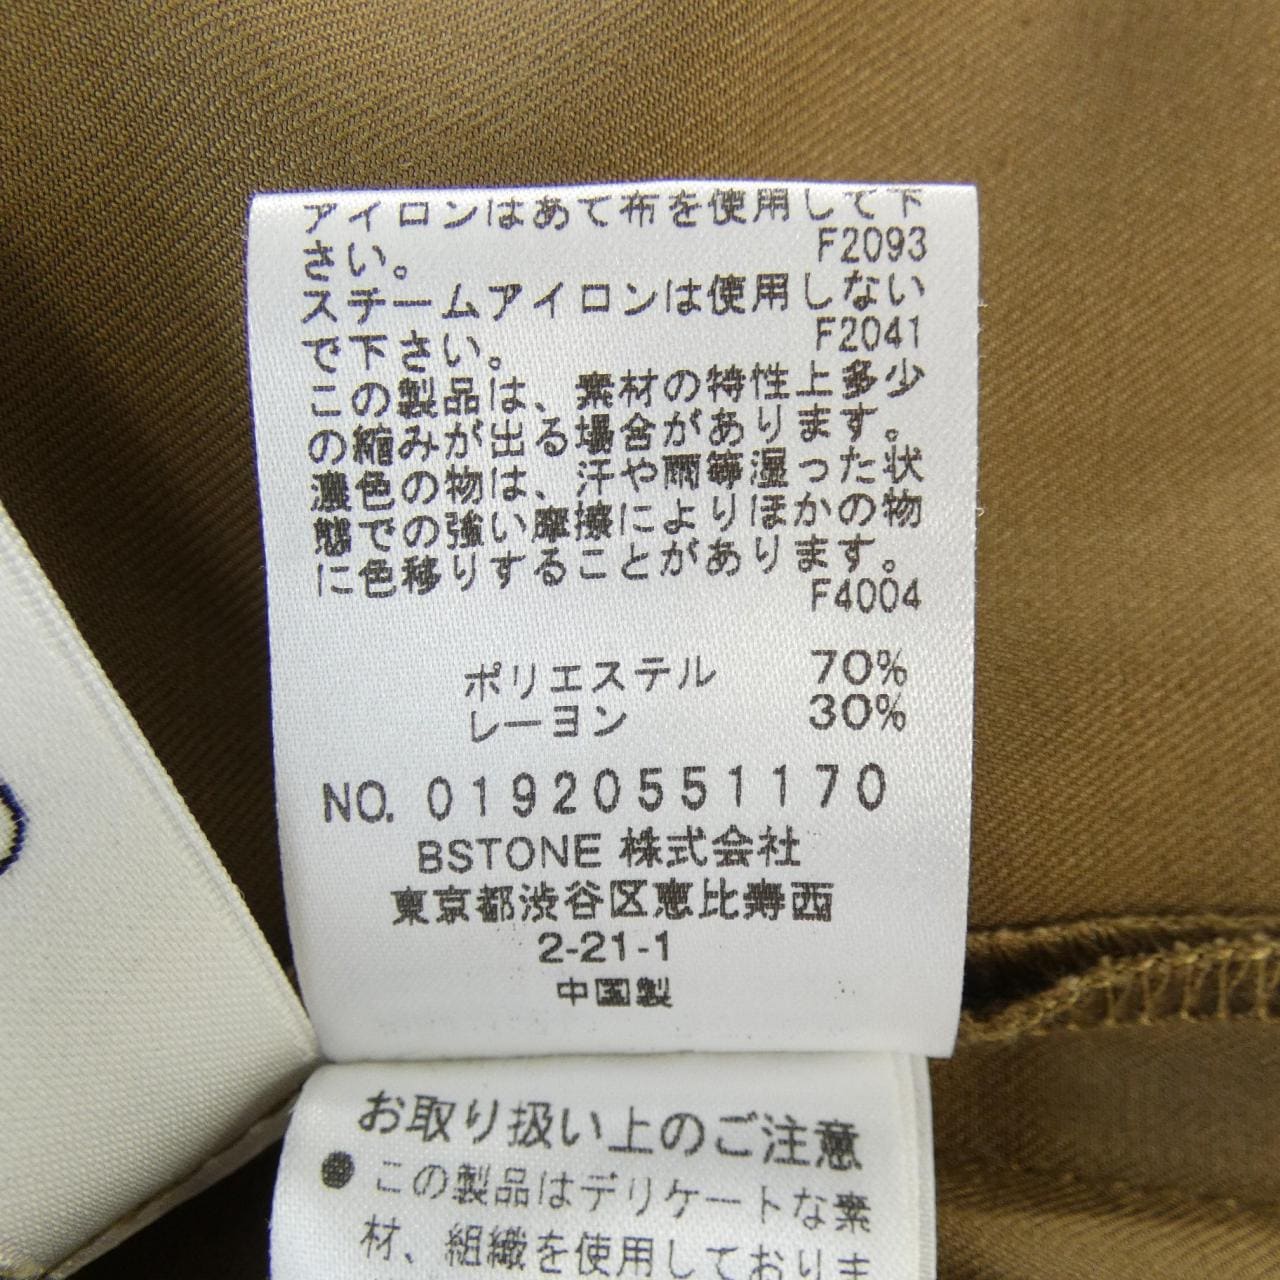 アイロンはあて布を使用して下
さい。 F2093
スチームアイロンは使用しない
で下さい。 F2041
この製品は、素材の特性上多少
の縮みが出る場合があります。
濃色の物は、汗や雨等湿った状
態での強い摩擦によりほかの物
に色移りすることがあります。
F4004
ポリエステル 70%
レーヨン 30%
NO. 01920551170
BSTONE 株式会社
東京都渋谷区恵比寿西
2-21-1
中国製
お取り扱い上のご注意
●この製品はデリケートな素
材、組織を使用しておりま